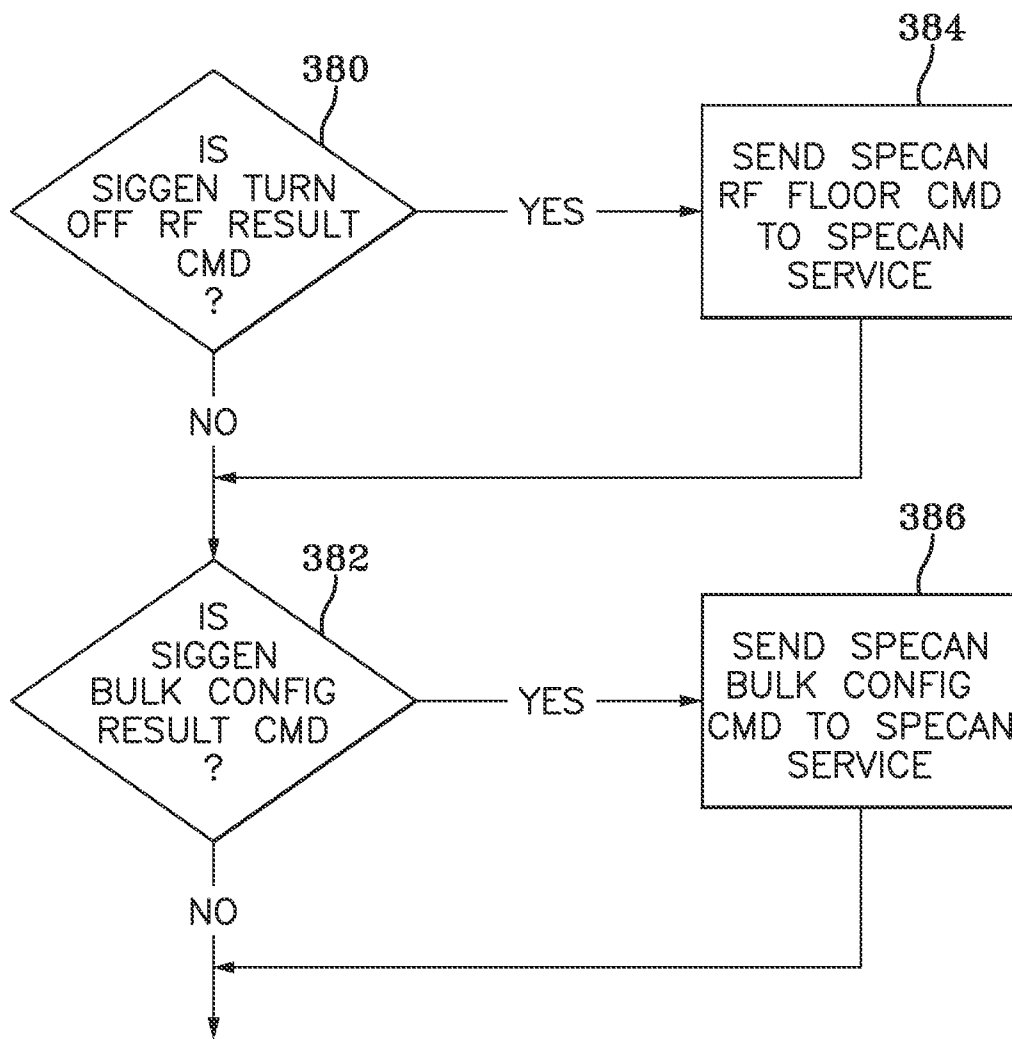 380
IS
SIGGEN TURN
OFF RF RESULT
CMD
?
YES
384
SEND SPECAN
RF FLOOR CMD
TO SPECAN
SERVICE
NO
382
IS
SIGGEN
BULK CONFIG
RESULT CMD
?
YES
386
SEND SPECAN
BULK CONFIG
CMD TO SPECAN
SERVICE
NO